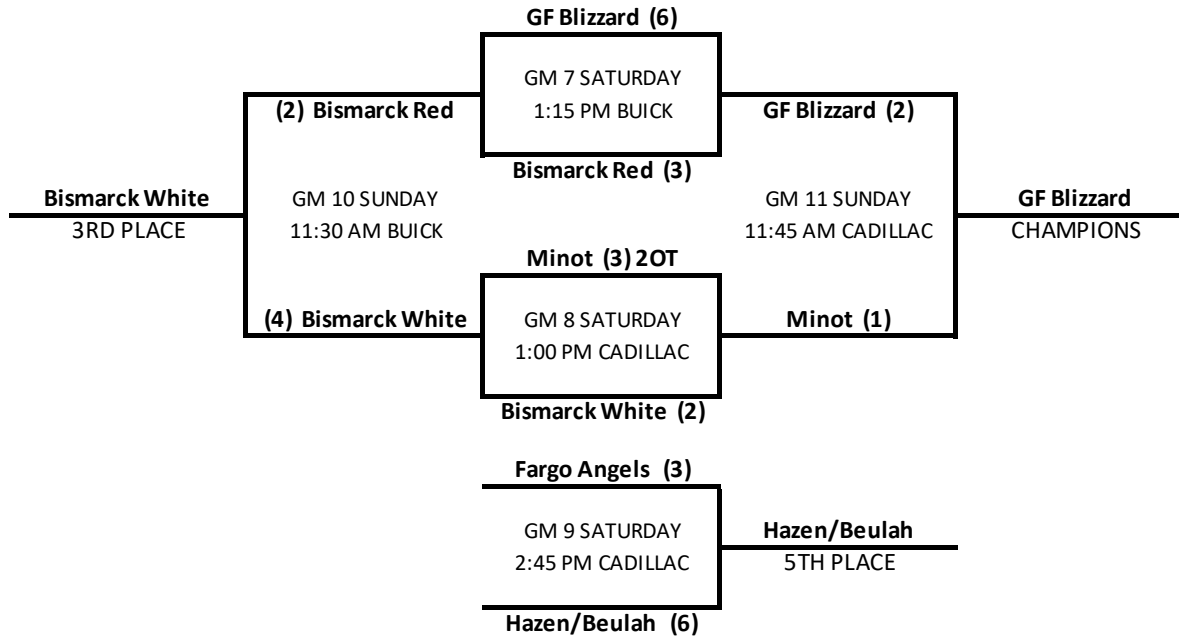 GF Blizzard (6)
GM 7 SATURDAY
1:15 PM BUICK
(2) Bismarck Red
GF Blizzard (2)
Bismarck Red (3)
Bismarck White
3RD PLACE
GM 10 SUNDAY
11:30 AM BUICK
GM 11 SUNDAY
11:45 AM CADILLAC
GF Blizzard
CHAMPIONS
Minot (3) 2OT
(4) Bismarck White
GM 8 SATURDAY
1:00 PM CADILLAC
Minot (1)
Bismarck White (2)
Fargo Angels (3)
GM 9 SATURDAY
2:45 PM CADILLAC
Hazen/Beulah
5TH PLACE
Hazen/Beulah (6)